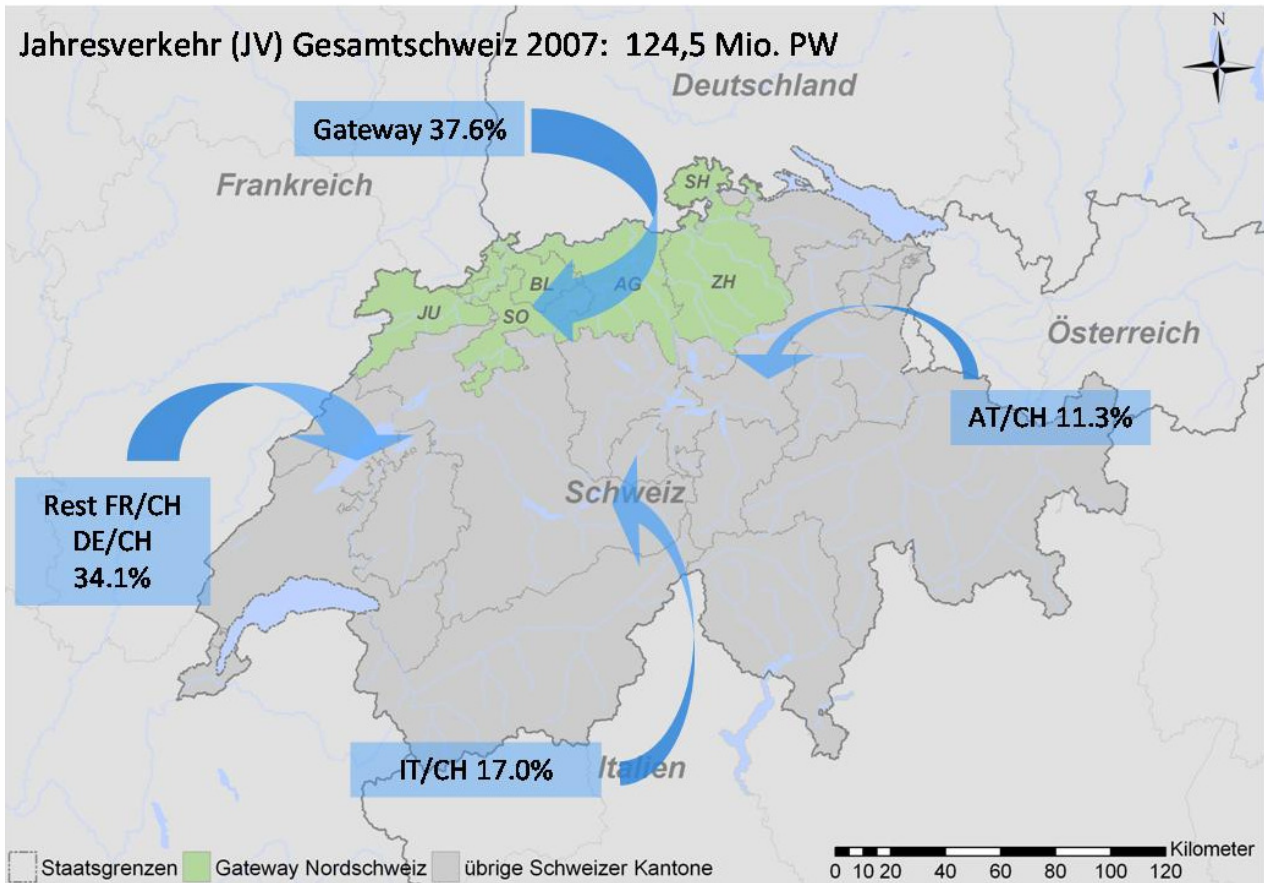 Jahresverkehr (JV) Gesamtschweiz 2007: 124,5 Mio. PW
N
Deutschland
Gateway 37.6%
Frankreich
SH
BL
AG
ZH
JU
SO
Österreich
AT/CH 11.3%
Rest FR/CH
DE/CH
34.1%
Schweiz
IT/CH 17.0%
Italien
Staatsgrenzen
Gateway Nordschweiz
übrige Schweizer Kantone
Kilometer
0 10 20 40 60 80 100 120